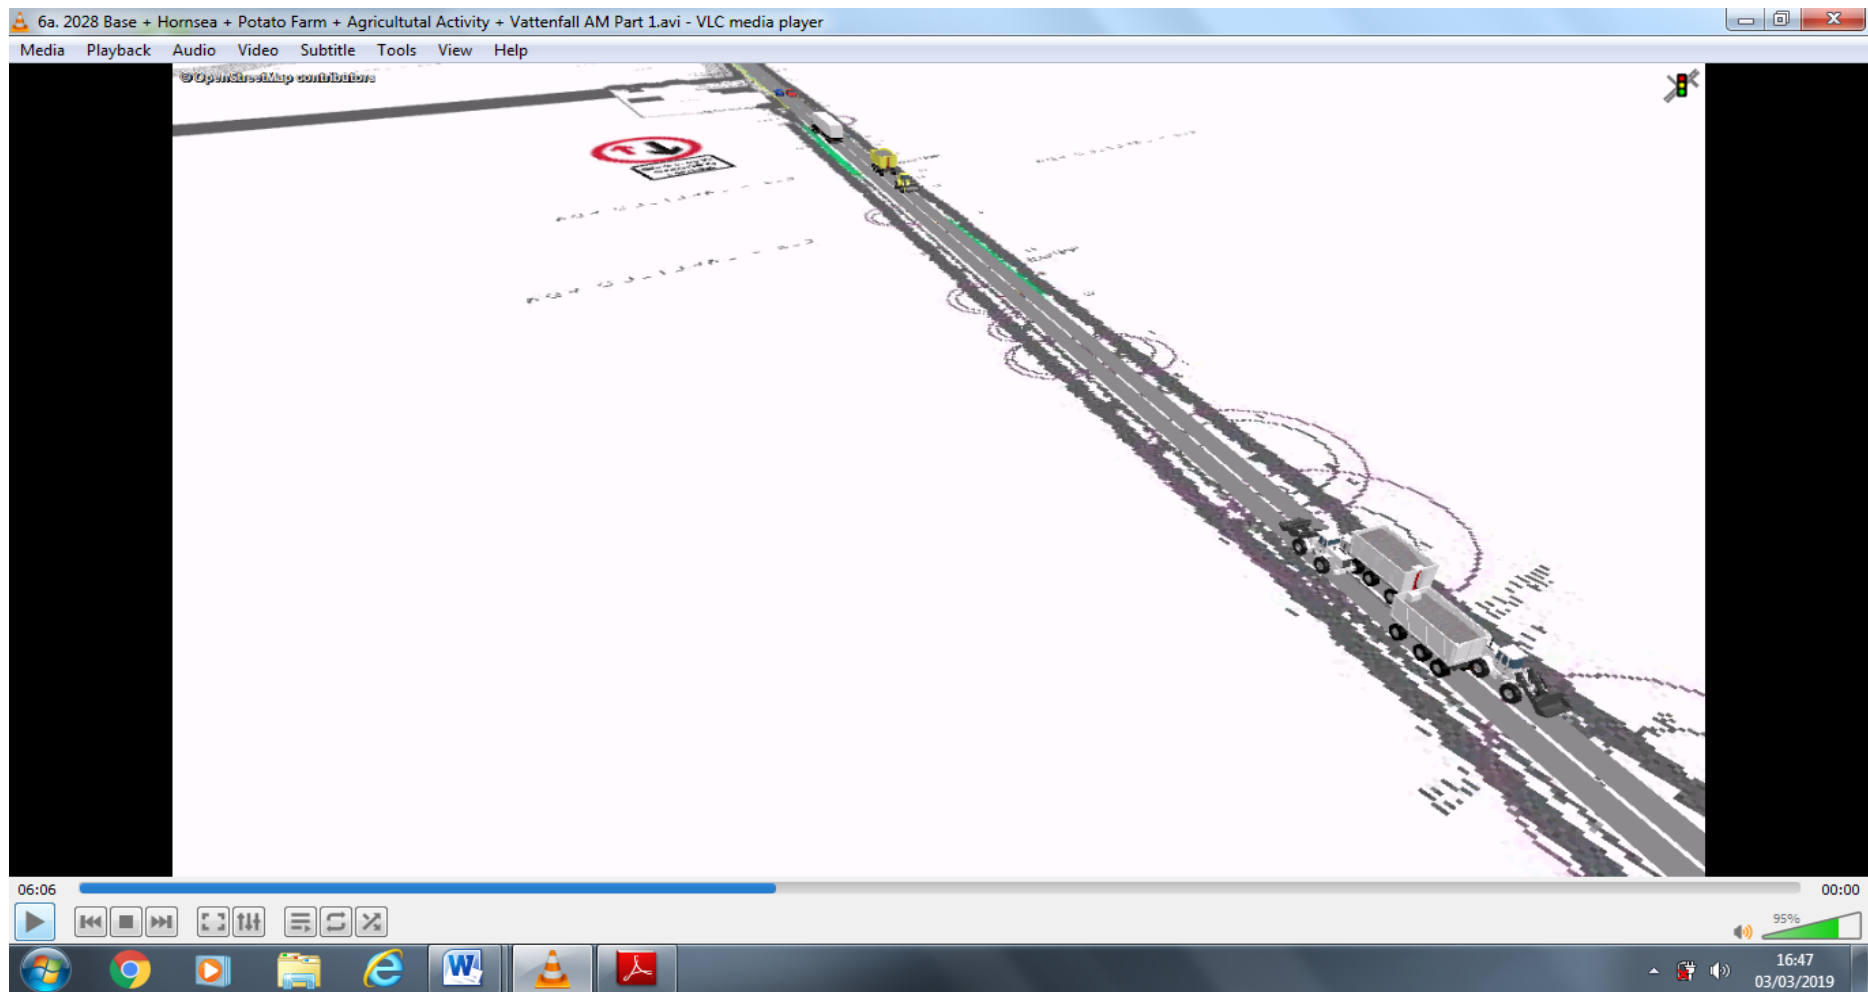 6a. 2028 Base + Hornsea + Potato Farm + Agricultutal Activity + Vattenfall AM Part 1.avi - VLC media player
Media Playback Audio Video Subtitle Tools View Help
© OpenStreetMap contributors
06:06
00:00
95%
16:47
03/03/2019